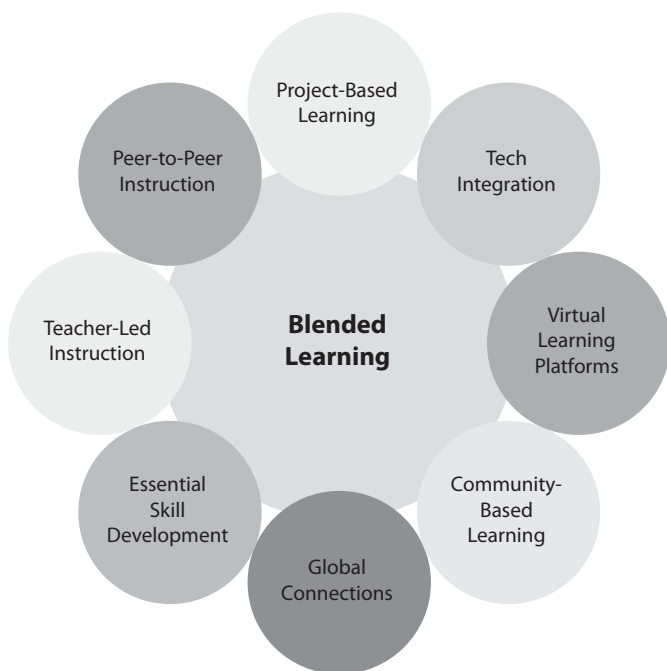 Project-Based
Learning
Peer-to-Peer
Instruction
Tech
Integration
Teacher-Led
Instruction
Blended
Learning
Virtual
Learning
Platforms
Essential
Skill
Development
Community-
Based
Learning
Global
Connections